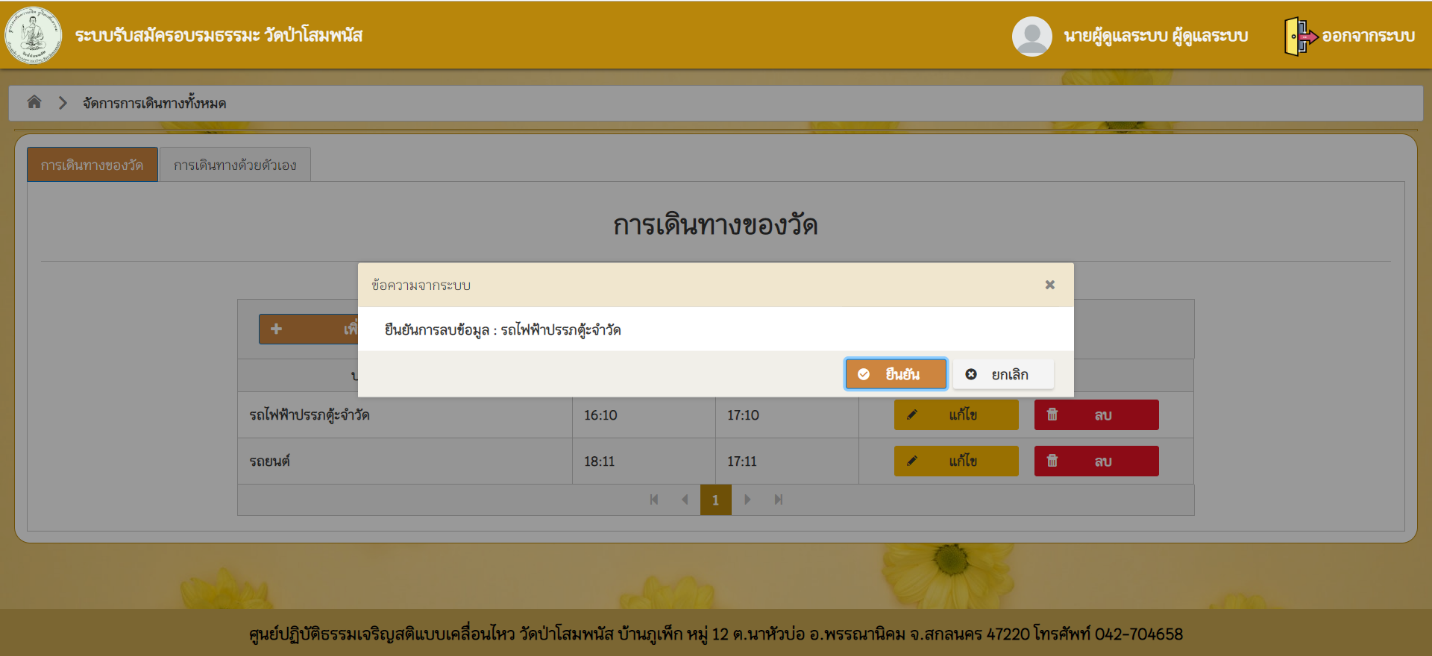 ระบบรับสมัครอบรมธรรมะ วัดป่าโสมพนัส
นายผู้ดูแลระบบ ผู้ดูแลระบบ
ออกจากระบบ
จัดการการเดินทางทั้งหมด
การเดินทางของวัด
การเดินทางด้วยตัวเอง
การเดินทางของวัด
ข้อความจากระบบ
ยืนยันการลบข้อมูล : รถไฟฟ้าปรรภตู้ะจำวัด
ยืนยัน
ยกเลิก
รถไฟฟ้าปรรภตู้ะจำวัด 16:10 17:10 แก้ไข ลบ
รถยนต์ 18:11 17:11 แก้ไข ลบ
1
ศูนย์ปฏิบัติธรรมเจริญสติแบบเคลื่อนไหว วัดป่าโสมพนัส บ้านภูเพ็ก หมู่ 12 ต.นาหัวบ่อ อ.พรรณานิคม จ.สกลนคร 47220 โทรศัพท์ 042-704658